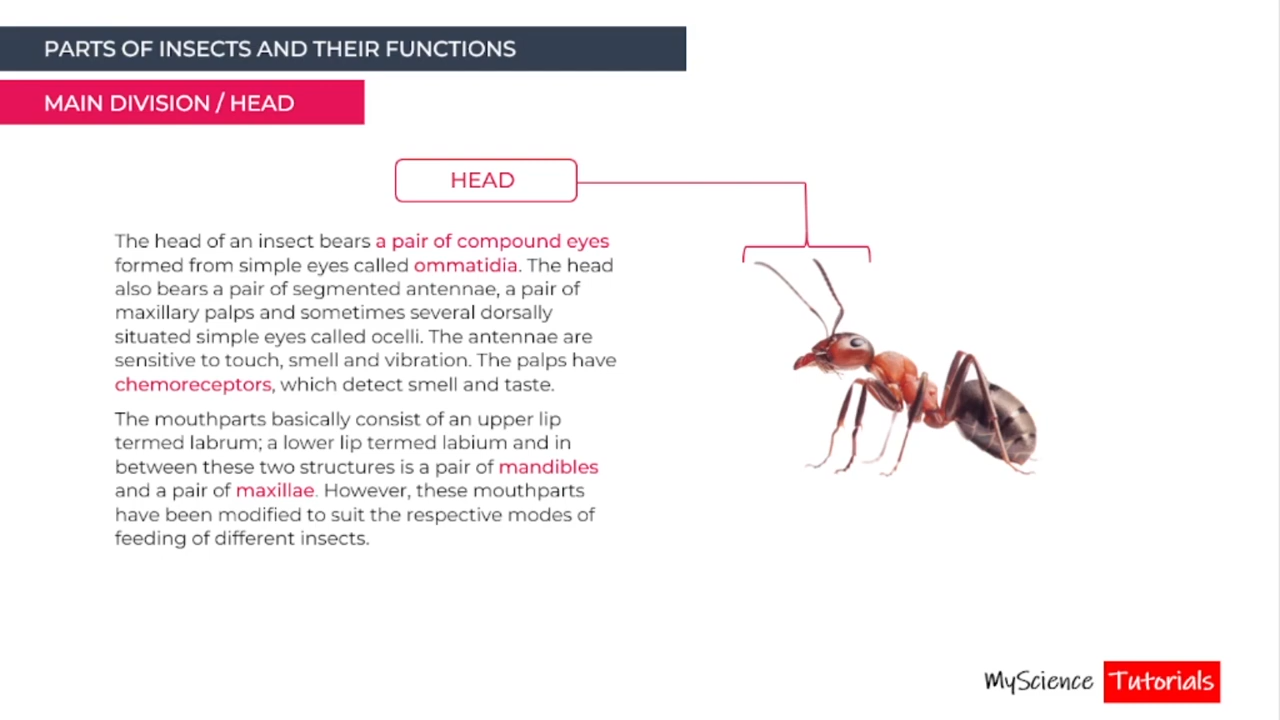 PARTS OF INSECTS AND THEIR FUNCTIONS
MAIN DIVISION / HEAD
HEAD
The head of an insect bears a pair of compound eyes
formed from simple eyes called ommatidia. The head
also bears a pair of segmented antennae, a pair of
maxillary palps and sometimes several dorsally
situated simple eyes called ocelli. The antennae are
sensitive to touch, smell and vibration. The palps have
chemoreceptors, which detect smell and taste.
The mouthparts basically consist of an upper lip
termed labrum; a lower lip termed labium and in
between these two structures is a pair of mandibles
and a pair of maxillae. However, these mouthparts
have been modified to suit the respective modes of
feeding of different insects.
MyScience Tutorials